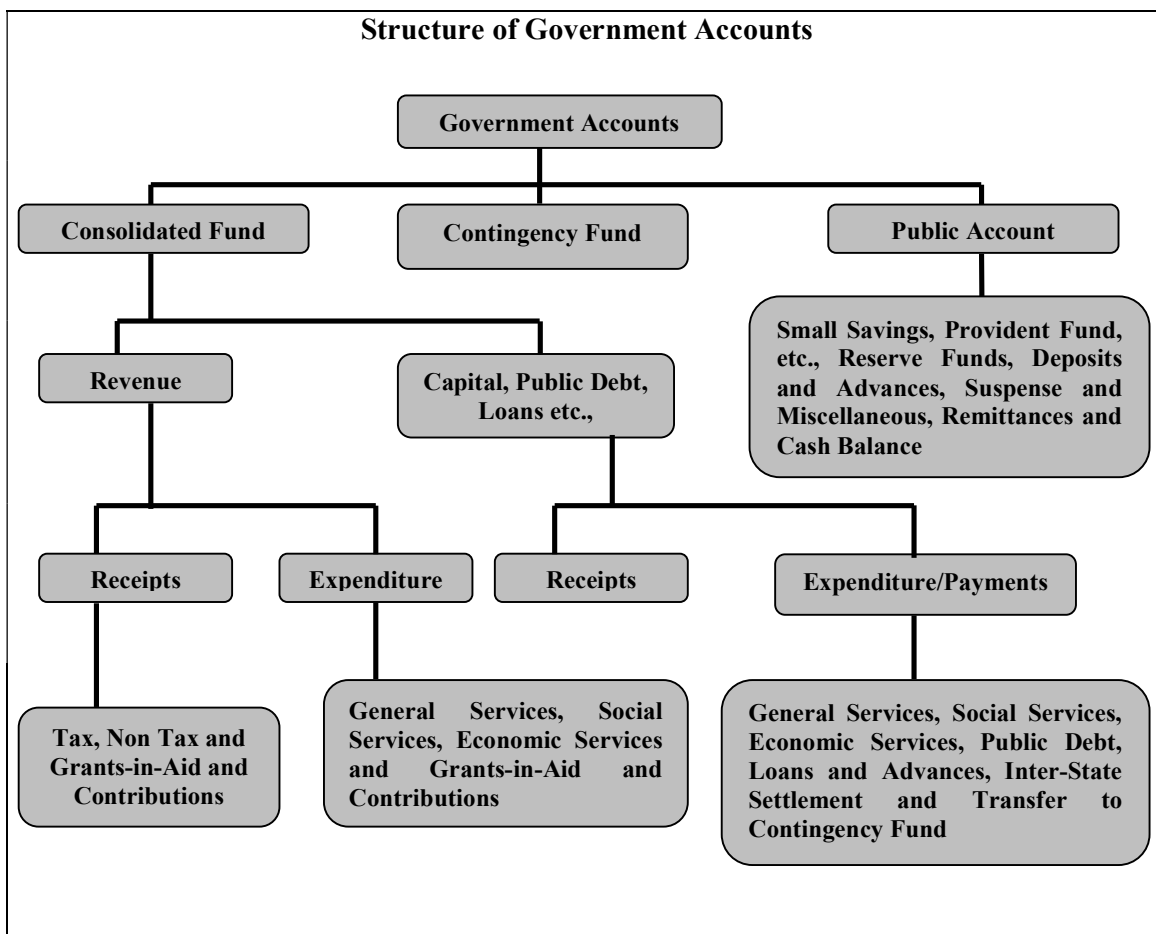 Structure of Government Accounts
Government Accounts
Consolidated Fund
Contingency Fund
Public Account
Small Savings, Provident Fund,
etc., Reserve Funds, Deposits
and Advances, Suspense and
Miscellaneous, Remittances and
Cash Balance
Revenue
Capital, Public Debt,
Loans etc.,
Receipts
Expenditure
Receipts
Expenditure/Payments
Tax, Non Tax and
Grants-in-Aid and
Contributions
General Services, Social
Services, Economic Services
and Grants-in-Aid and
Contributions
General Services, Social Services,
Economic Services, Public Debt,
Loans and Advances, Inter-State
Settlement and Transfer to
Contingency Fund